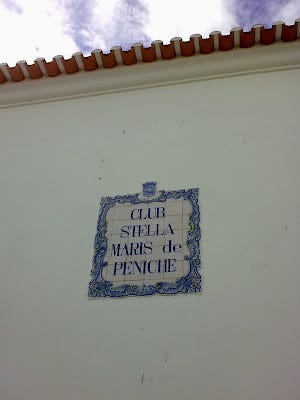 CLUB
STELLA
MARIS de
PENICHE